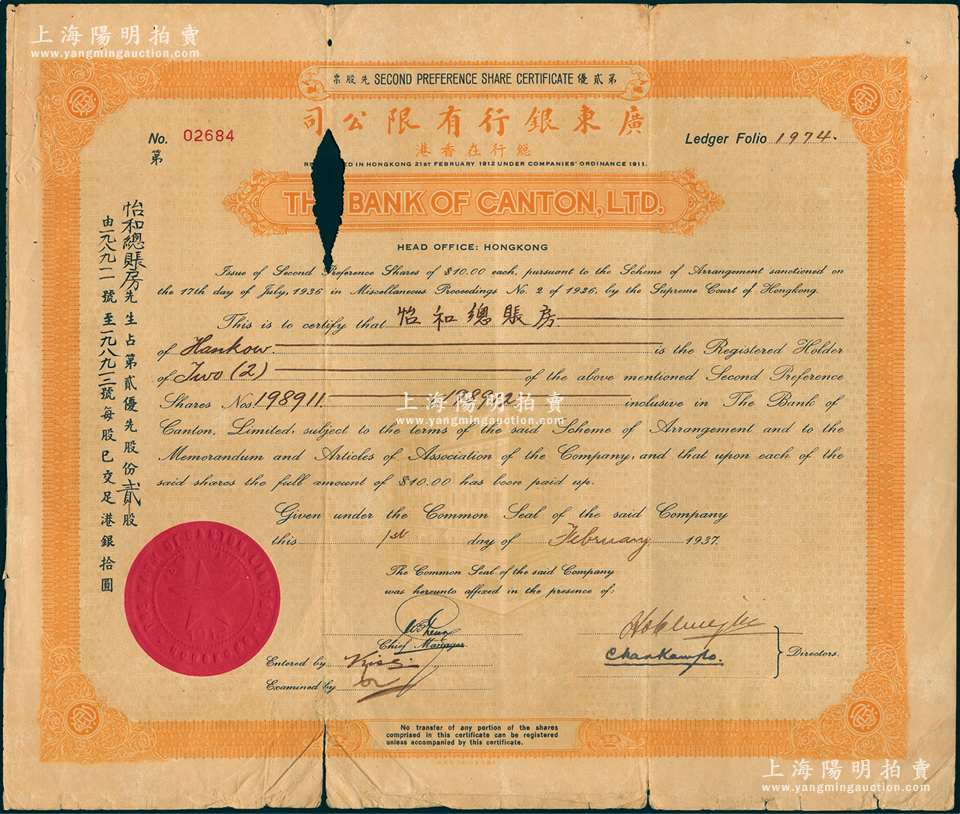 上海陽明拍賣
www.yangmingauction.com
上海陽明拍賣
www.yangmingauction.com
票股先 SECOND PREFERENCE SHARE CERTIFICATE 優貳第
司公限有行銀東廣
港香在行總
No. 02684
第
Ledger Folio 1974.
IN HONGKONG 21ST FEBRUARY 1912 UNDER COMPANIES' ORDINANCE 1911.
BANK OF CANTON, LTD.
HEAD OFFICE: HONGKONG
Issue of Second Preference Shares of $10.00 each, pursuant to the Scheme of Arrangement sanctioned on
the 17th day of July, 1936 in Miscellaneous Proceedings No. 2 of 1936, by the Supreme Court of Hongkong.
This is to certify that 怡和總賬房
of Hankow is the Registered Holder
of Two (2) of the above mentioned Second Preference
Shares Nos. 198911 198912 inclusive in The Bank of
上海陽明拍賣
www.yangmingauction.com
Canton, Limited, subject to the terms of the said Scheme of Arrangement and to the
Memorandum and Articles of Association of the Company, and that upon each of the
said shares the full amount of $10.00 has been paid up.
Given under the Common Seal of the said Company
this 1st day of February 1937.
The Common Seal of the said Company
was hereunto affixed in the presence of:
Chief Manager.
Directors.
Entered by
Examined by
怡和總賬房先生占第貳優先股份貳股
由一九八九一一號至一九八九一二號每股已交足港銀拾圓
No transfer of any portion of the shares
comprised in this certificate can be registered
unless accompanied by this certificate.
上海陽明拍賣
www.yangmingauction.com